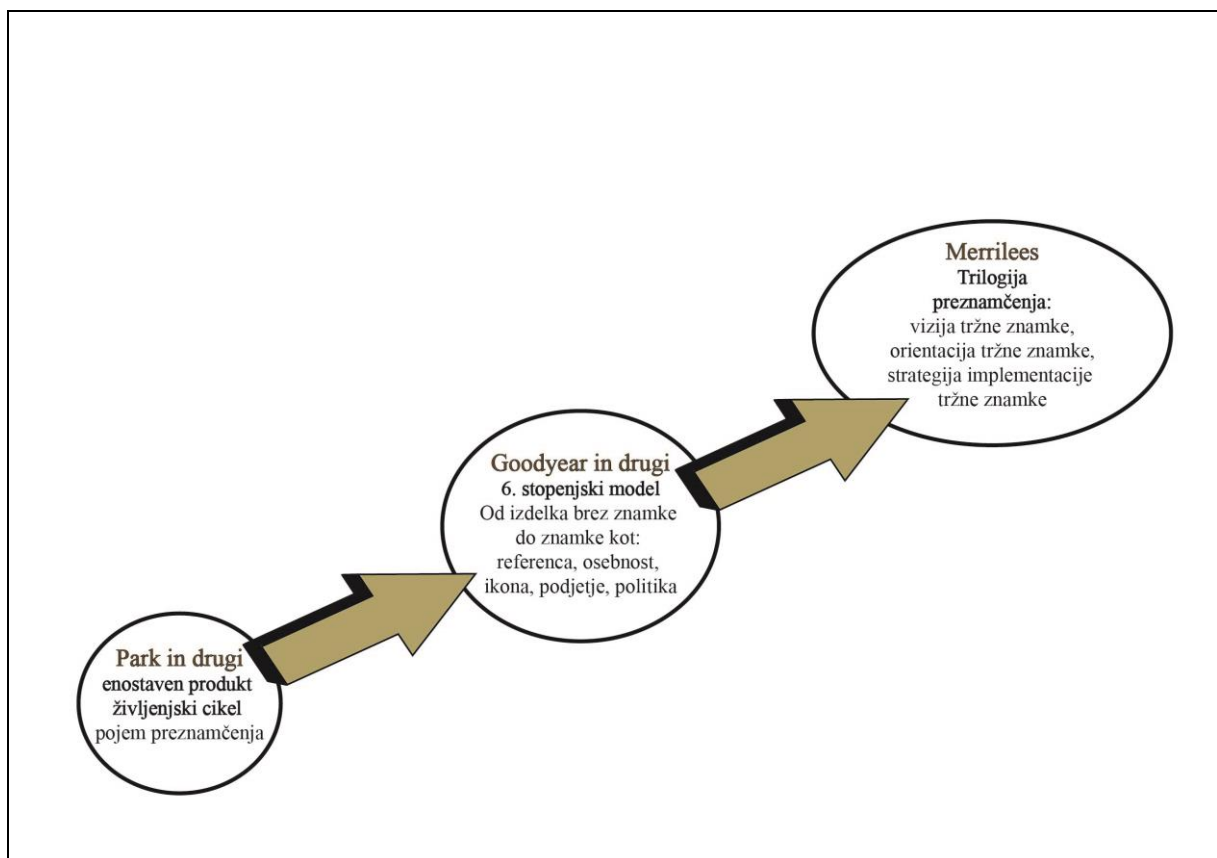 Merrilees
Trilogija
preznamčenja:
vizija tržne znamke,
orientacija tržne znamke,
strategija implementacije
tržne znamke
Goodyear in drugi
6. stopenjski model
Od izdelka brez znamke
do znamke kot:
referenca, osebnost,
ikona, podjetje, politika
Park in drugi
enostaven produkt
življenjski cikel
pojem preznamčenja